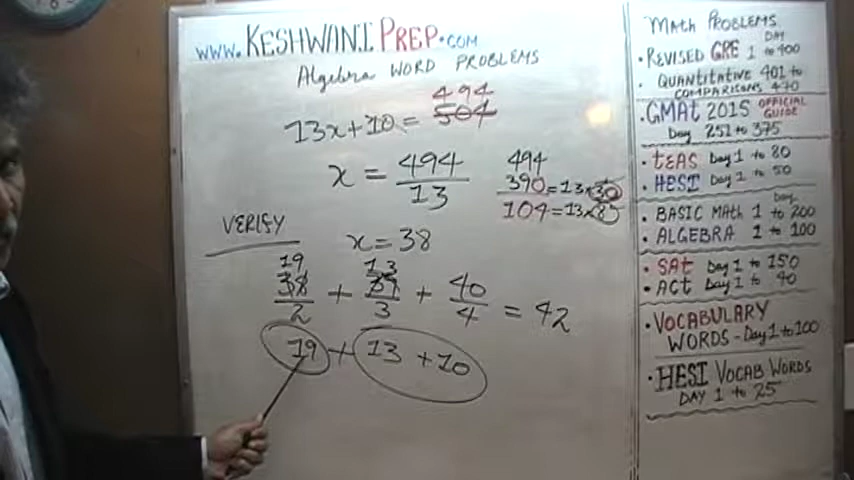 www.KESHWANIPREP.COM
Algebra WORD PROBLEMS
494
13x+10= 504
x = 494/13
494
390=13×30
104=13×8
VERIFY
x=38
19 13
38/2 + 39/3 + 40/4 = 42
19 + 13 +10
MATH PROBLEMS
DAY
• REVISED GRE 1 to 400
• QUANTITATIVE 401 to
COMPARISONS 470
• GMAt 2015 OFFICIAL GUIDE
Day 251 to 375
• tEAS Day 1 to 80
• HESI Day 1 to 50
Day
• BASIC MATH 1 to 200
• ALGEBRA 1 to 100
• SAt Day 1 to 150
• ACt Day 1 to 40
• VOCABULARY
WORDS - Day 1 to 100
• HESI VOCAB WORDS
DAY 1 to 25